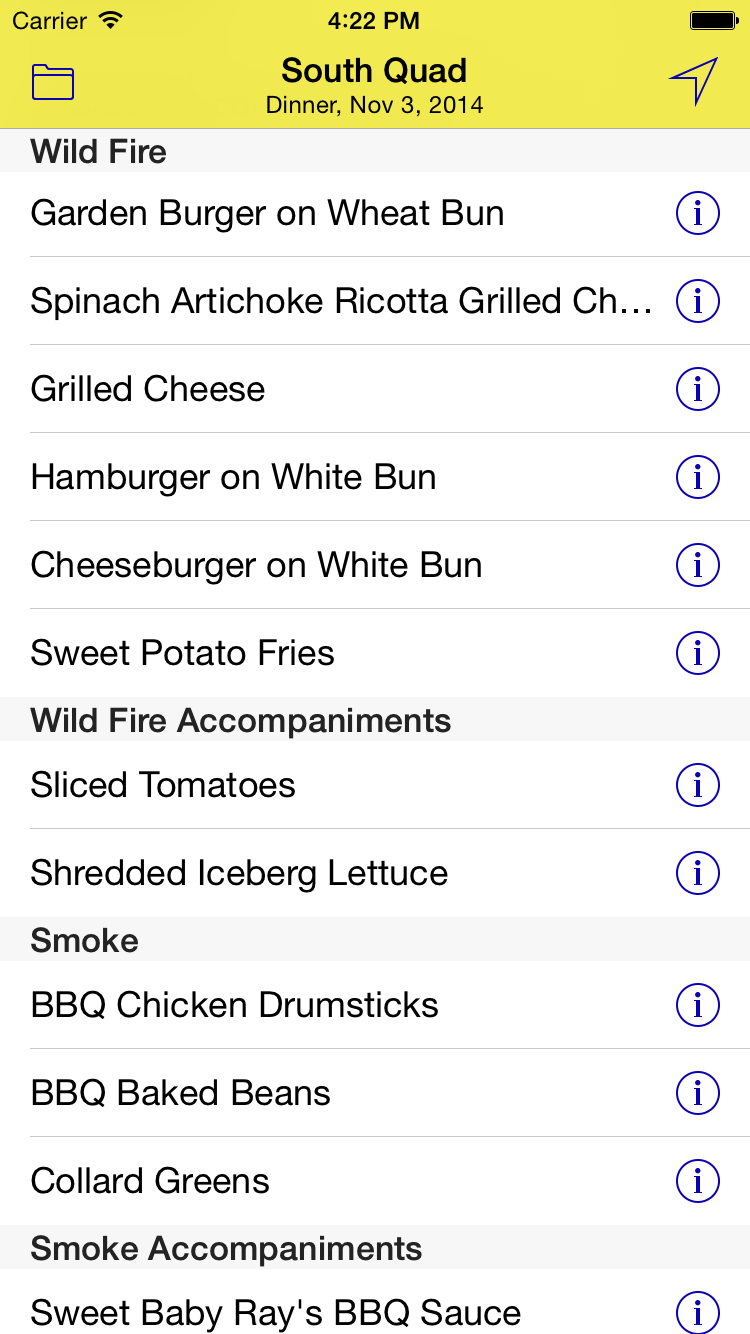 Carrier 4:22 PM
South Quad
Dinner, Nov 3, 2014
Wild Fire
Garden Burger on Wheat Bun
Spinach Artichoke Ricotta Grilled Ch...
Grilled Cheese
Hamburger on White Bun
Cheeseburger on White Bun
Sweet Potato Fries
Wild Fire Accompaniments
Sliced Tomatoes
Shredded Iceberg Lettuce
Smoke
BBQ Chicken Drumsticks
BBQ Baked Beans
Collard Greens
Smoke Accompaniments
Sweet Baby Ray's BBQ Sauce